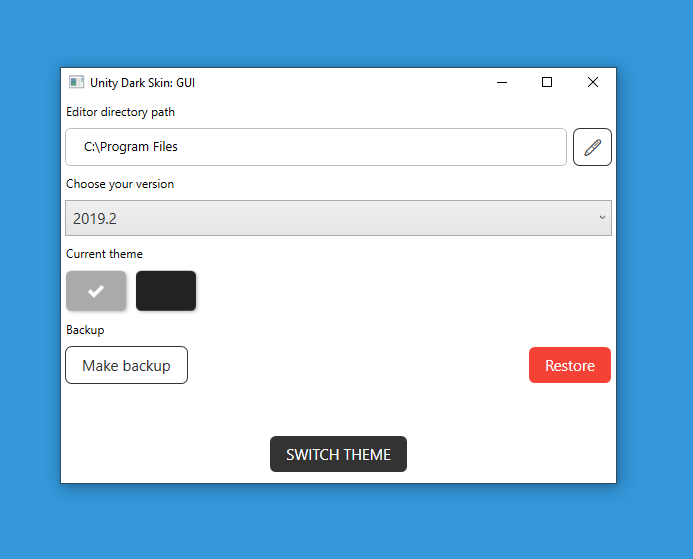 Unity Dark Skin: GUI
Editor directory path
C:\Program Files
Choose your version
2019.2
Current theme
Backup
Make backup
Restore
SWITCH THEME